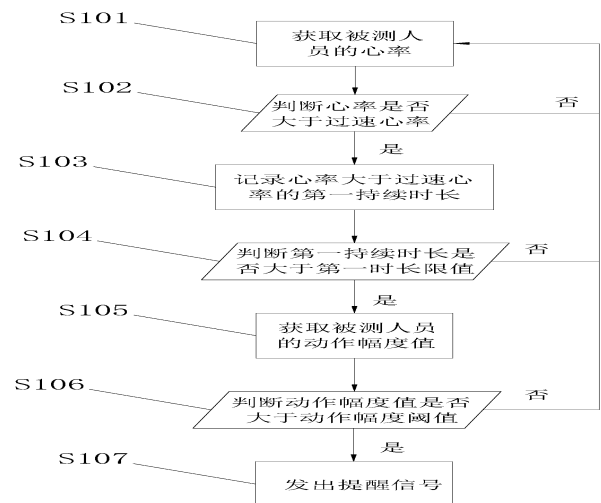 S101
获取被测人
员的心率
S102
判断心率是否
大于过速心率
否
是
S103
记录心率大于过速心
率的第一持续时长
S104
判断第一持续时长是
否大于第一时长限值
否
是
S105
获取被测人员
的动作幅度值
S106
判断动作幅度值是否
大于动作幅度阈值
否
是
S107
发出提醒信号